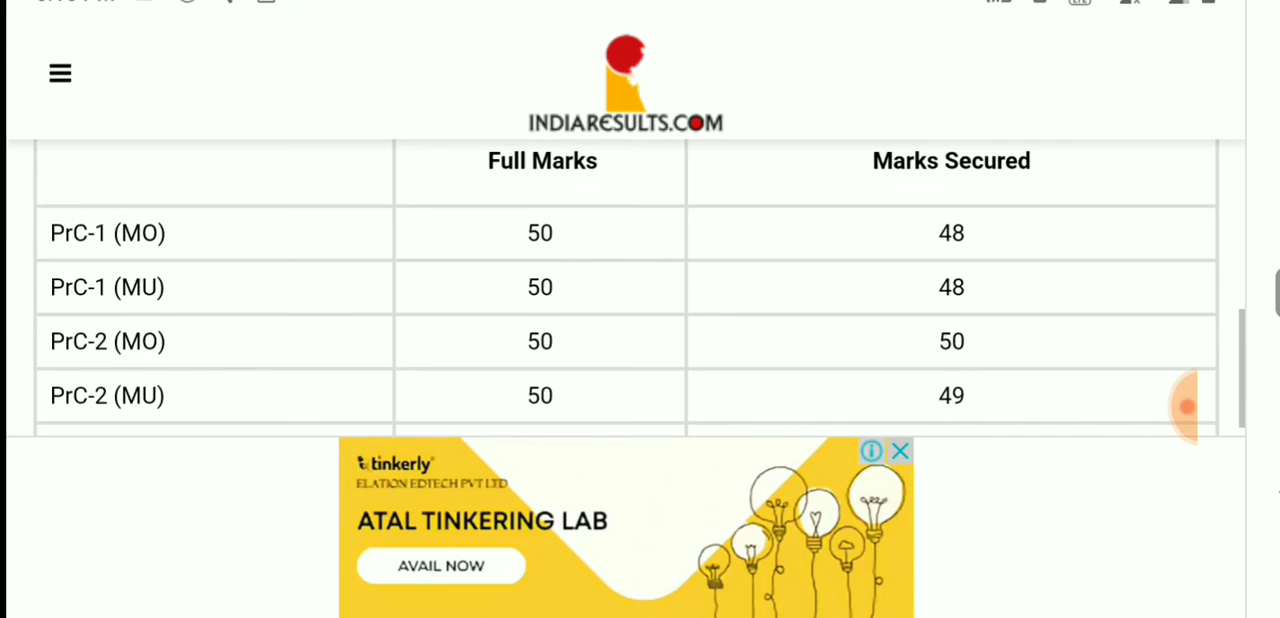 INDIARESULTS.COM
Full Marks Marks Secured
PrC-1 (MO) 50 48
PrC-1 (MU) 50 48
PrC-2 (MO) 50 50
PrC-2 (MU) 50 49
tinkerly
ELATION EDTECH PVT LTD
ATAL TINKERING LAB
AVAIL NOW